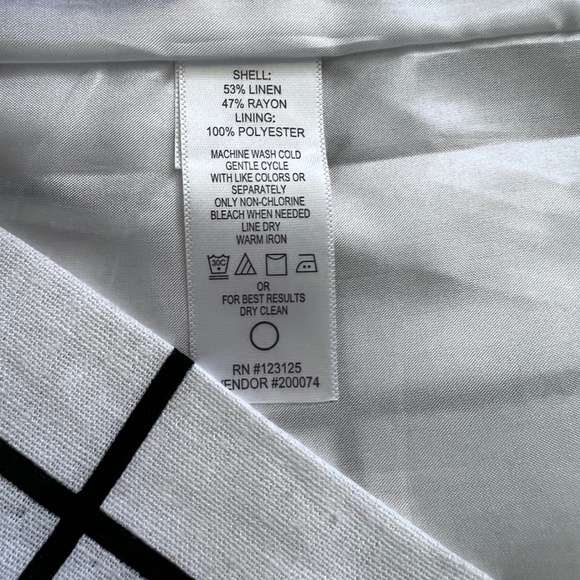 SHELL:
53% LINEN
47% RAYON
LINING:
100% POLYESTER
MACHINE WASH COLD
GENTLE CYCLE
WITH LIKE COLORS OR
SEPARATELY
ONLY NON-CHLORINE
BLEACH WHEN NEEDED
LINE DRY
WARM IRON
30C
OR
FOR BEST RESULTS
DRY CLEAN
RN #123125
VENDOR #200074